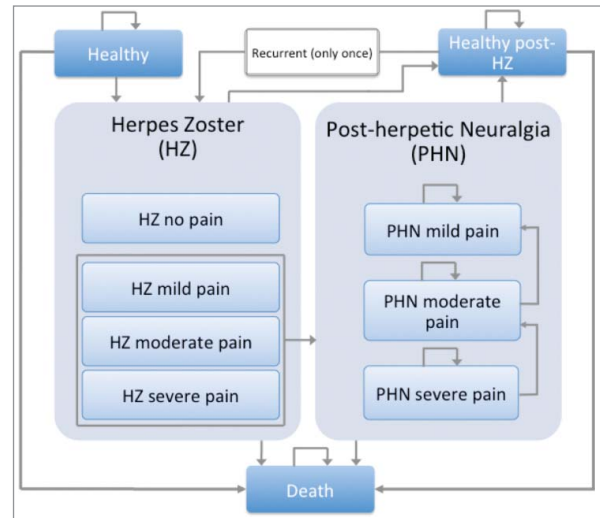 Healthy
Recurrent (only once)
Healthy post-
HZ
Herpes Zoster
(HZ)
HZ no pain
HZ mild pain
HZ moderate pain
HZ severe pain
Post-herpetic Neuralgia
(PHN)
PHN mild pain
PHN moderate
pain
PHN severe pain
Death